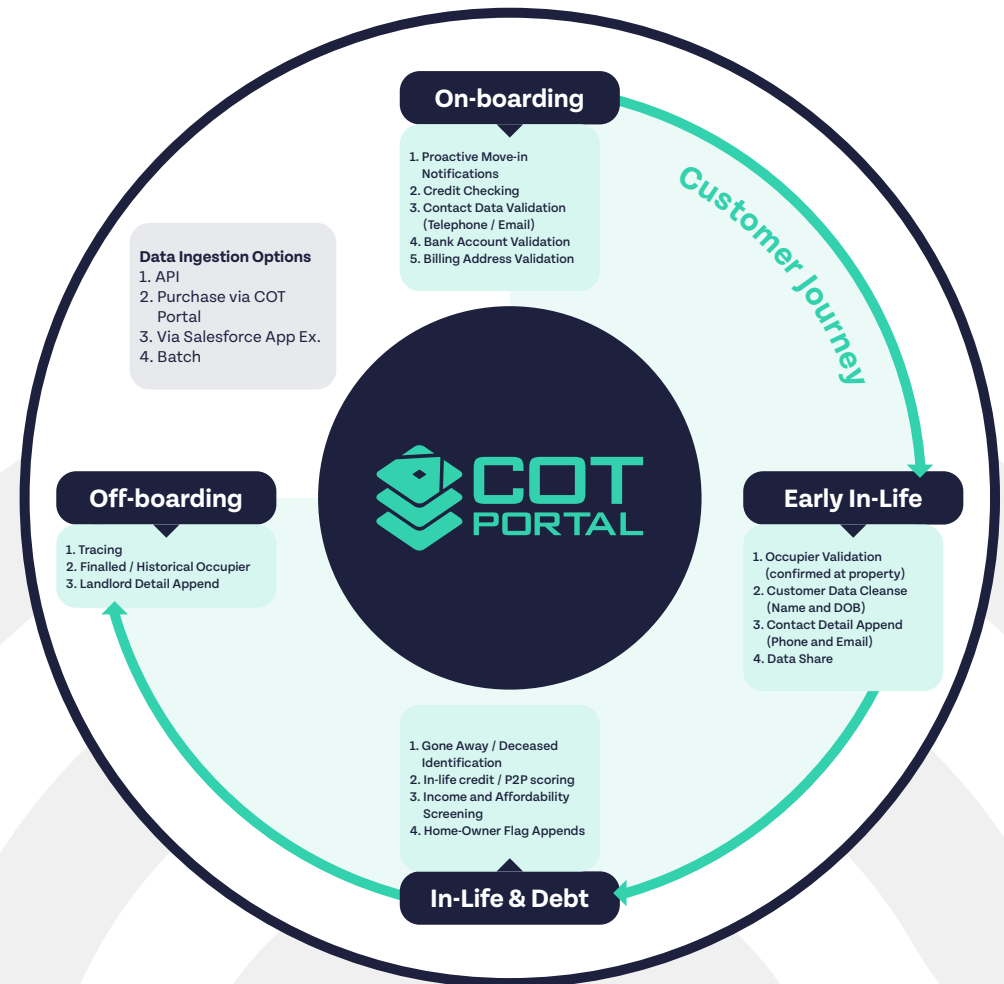 On-boarding
1. Proactive Move-in
Notifications
2. Credit Checking
3. Contact Data Validation
(Telephone / Email)
4. Bank Account Validation
5. Billing Address Validation
Customer Journey
Data Ingestion Options
1. API
2. Purchase via COT
Portal
3. Via Salesforce App Ex.
4. Batch
COT
PORTAL
Off-boarding
1. Tracing
2. Finalled / Historical Occupier
3. Landlord Detail Append
Early In-Life
1. Occupier Validation
(confirmed at property)
2. Customer Data Cleanse
(Name and DOB)
3. Contact Detail Append
(Phone and Email)
4. Data Share
1. Gone Away / Deceased
Identification
2. In-life credit / P2P scoring
3. Income and Affordability
Screening
4. Home-Owner Flag Appends
In-Life & Debt